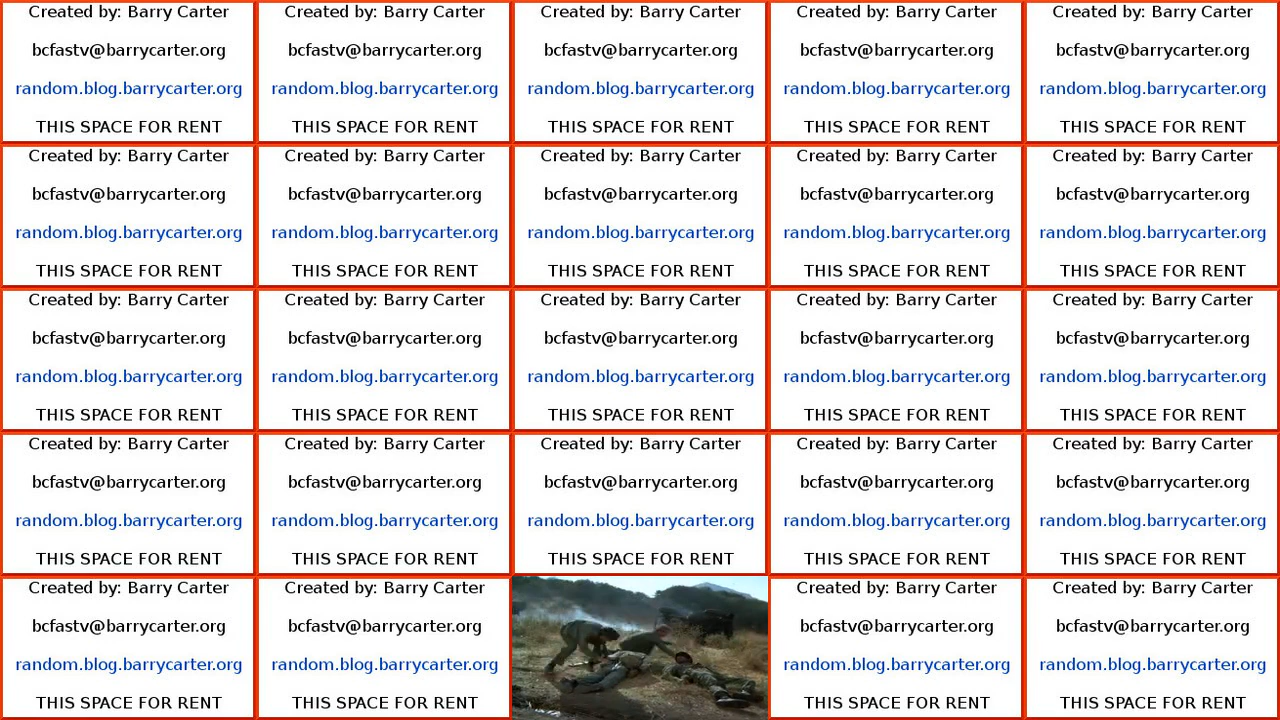 Created by: Barry Carter
bcfastv@barrycarter.org
random.blog.barrycarter.org
THIS SPACE FOR RENT
Created by: Barry Carter
bcfastv@barrycarter.org
random.blog.barrycarter.org
THIS SPACE FOR RENT
Created by: Barry Carter
bcfastv@barrycarter.org
random.blog.barrycarter.org
THIS SPACE FOR RENT
Created by: Barry Carter
bcfastv@barrycarter.org
random.blog.barrycarter.org
THIS SPACE FOR RENT
Created by: Barry Carter
bcfastv@barrycarter.org
random.blog.barrycarter.org
THIS SPACE FOR RENT
Created by: Barry Carter
bcfastv@barrycarter.org
random.blog.barrycarter.org
THIS SPACE FOR RENT
Created by: Barry Carter
bcfastv@barrycarter.org
random.blog.barrycarter.org
THIS SPACE FOR RENT
Created by: Barry Carter
bcfastv@barrycarter.org
random.blog.barrycarter.org
THIS SPACE FOR RENT
Created by: Barry Carter
bcfastv@barrycarter.org
random.blog.barrycarter.org
THIS SPACE FOR RENT
Created by: Barry Carter
bcfastv@barrycarter.org
random.blog.barrycarter.org
THIS SPACE FOR RENT
Created by: Barry Carter
bcfastv@barrycarter.org
random.blog.barrycarter.org
THIS SPACE FOR RENT
Created by: Barry Carter
bcfastv@barrycarter.org
random.blog.barrycarter.org
THIS SPACE FOR RENT
Created by: Barry Carter
bcfastv@barrycarter.org
random.blog.barrycarter.org
THIS SPACE FOR RENT
Created by: Barry Carter
bcfastv@barrycarter.org
random.blog.barrycarter.org
THIS SPACE FOR RENT
Created by: Barry Carter
bcfastv@barrycarter.org
random.blog.barrycarter.org
THIS SPACE FOR RENT
Created by: Barry Carter
bcfastv@barrycarter.org
random.blog.barrycarter.org
THIS SPACE FOR RENT
Created by: Barry Carter
bcfastv@barrycarter.org
random.blog.barrycarter.org
THIS SPACE FOR RENT
Created by: Barry Carter
bcfastv@barrycarter.org
random.blog.barrycarter.org
THIS SPACE FOR RENT
Created by: Barry Carter
bcfastv@barrycarter.org
random.blog.barrycarter.org
THIS SPACE FOR RENT
Created by: Barry Carter
bcfastv@barrycarter.org
random.blog.barrycarter.org
THIS SPACE FOR RENT
Created by: Barry Carter
bcfastv@barrycarter.org
random.blog.barrycarter.org
THIS SPACE FOR RENT
Created by: Barry Carter
bcfastv@barrycarter.org
random.blog.barrycarter.org
THIS SPACE FOR RENT
Created by: Barry Carter
bcfastv@barrycarter.org
random.blog.barrycarter.org
THIS SPACE FOR RENT
Created by: Barry Carter
bcfastv@barrycarter.org
random.blog.barrycarter.org
THIS SPACE FOR RENT